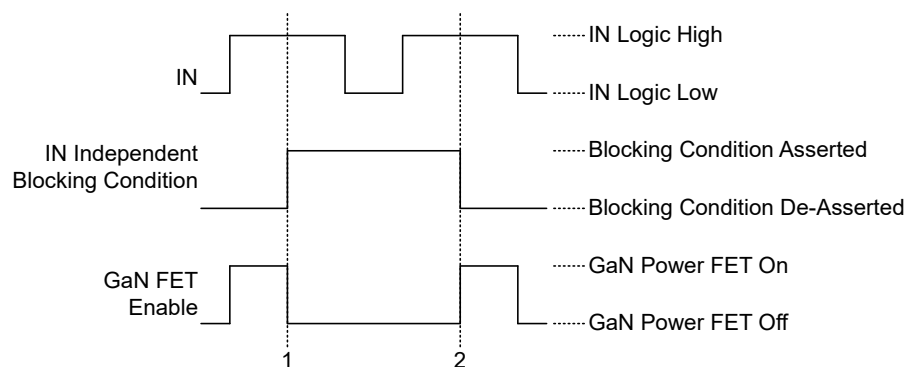 IN
IN Logic High
IN Logic Low
IN Independent
Blocking Condition
Blocking Condition Asserted
Blocking Condition De-Asserted
GaN FET
Enable
GaN Power FET On
GaN Power FET Off
1
2